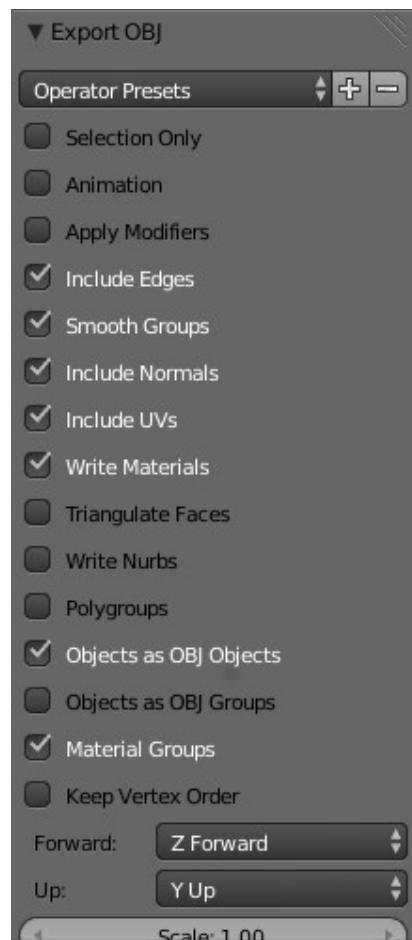 Export OBJ
Operator Presets
Selection Only
Animation
Apply Modifiers
Include Edges
Smooth Groups
Include Normals
Include UVs
Write Materials
Triangulate Faces
Write Nurbs
Polygroups
Objects as OBJ Objects
Objects as OBJ Groups
Material Groups
Keep Vertex Order
Forward: Z Forward
Up: Y Up
Scale: 1.00